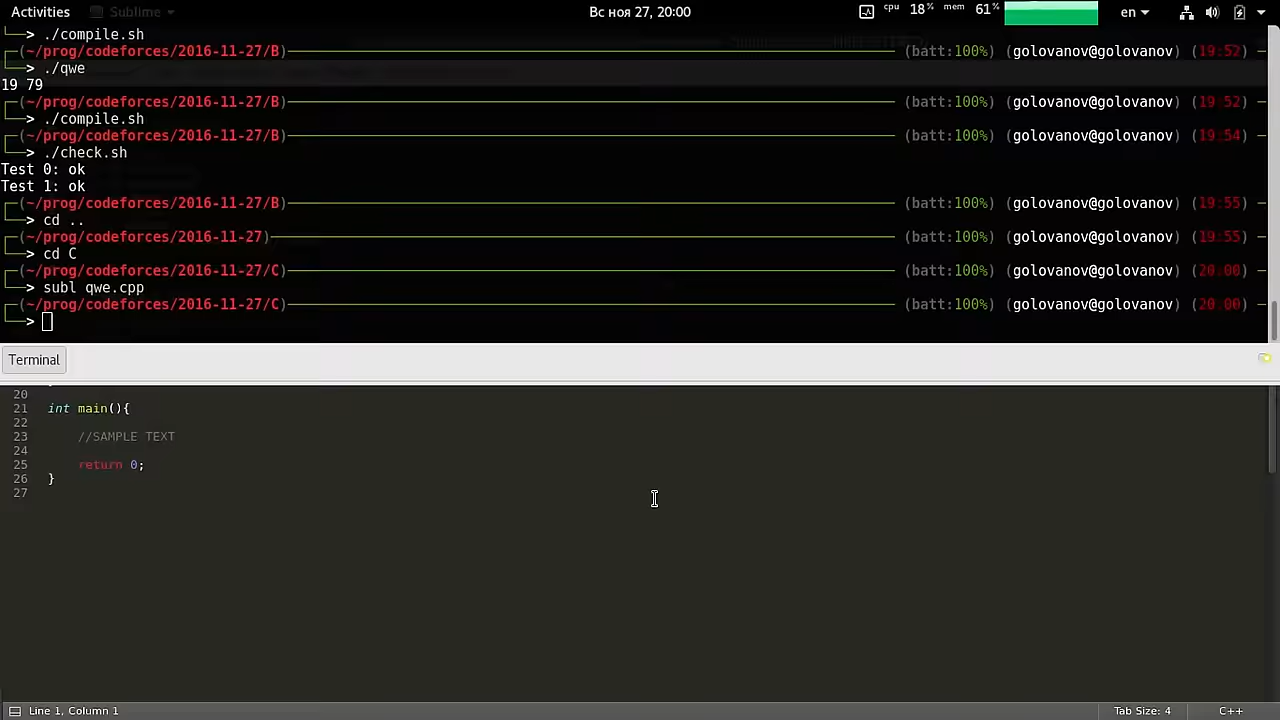 Activities Sublime Вс ноя 27, 20:00 cpu 18% mem 61% en
└──> ./compile.sh
┌─(~/prog/codeforces/2016-11-27/B)────(batt:100%) (golovanov@golovanov) (19:52) ─
└──> ./qwe
19 79
┌─(~/prog/codeforces/2016-11-27/B)────(batt:100%) (golovanov@golovanov) (19:52) ─
└──> ./compile.sh
┌─(~/prog/codeforces/2016-11-27/B)────(batt:100%) (golovanov@golovanov) (19:54) ─
└──> ./check.sh
Test 0: ok
Test 1: ok
┌─(~/prog/codeforces/2016-11-27/B)────(batt:100%) (golovanov@golovanov) (19:55) ─
└──> cd ..
┌─(~/prog/codeforces/2016-11-27)────(batt:100%) (golovanov@golovanov) (19:55) ─
└──> cd C
┌─(~/prog/codeforces/2016-11-27/C)────(batt:100%) (golovanov@golovanov) (20:00) ─
└──> subl qwe.cpp
┌─(~/prog/codeforces/2016-11-27/C)────(batt:100%) (golovanov@golovanov) (20:00) ─
└──>
Terminal
20
21 int main(){
22
23 //SAMPLE TEXT
24
25 return 0;
26 }
27
Line 1, Column 1 Tab Size: 4 C++